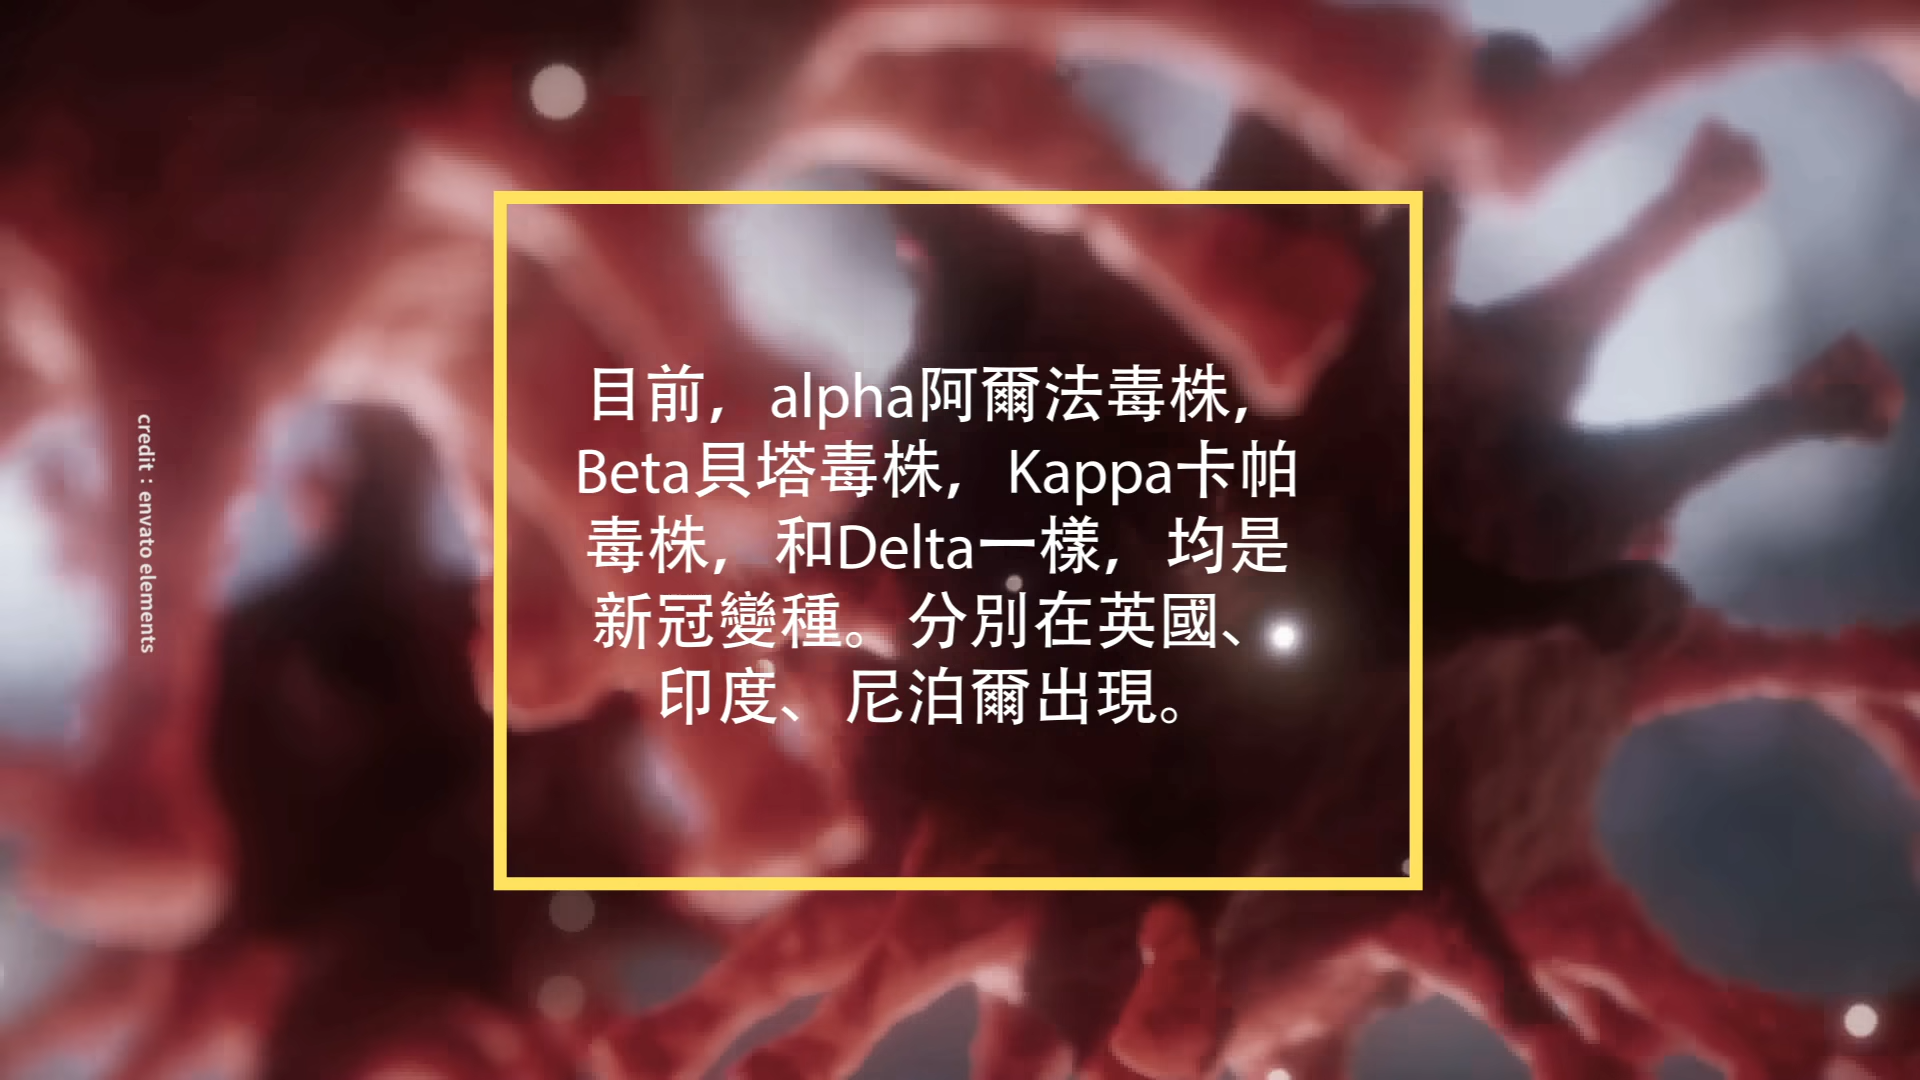 credit : envato elements
目前，alpha阿爾法毒株，
Beta貝塔毒株，Kappa卡帕
毒株，和Delta一樣，均是
新冠變種。分別在英國、
印度、尼泊爾出現。